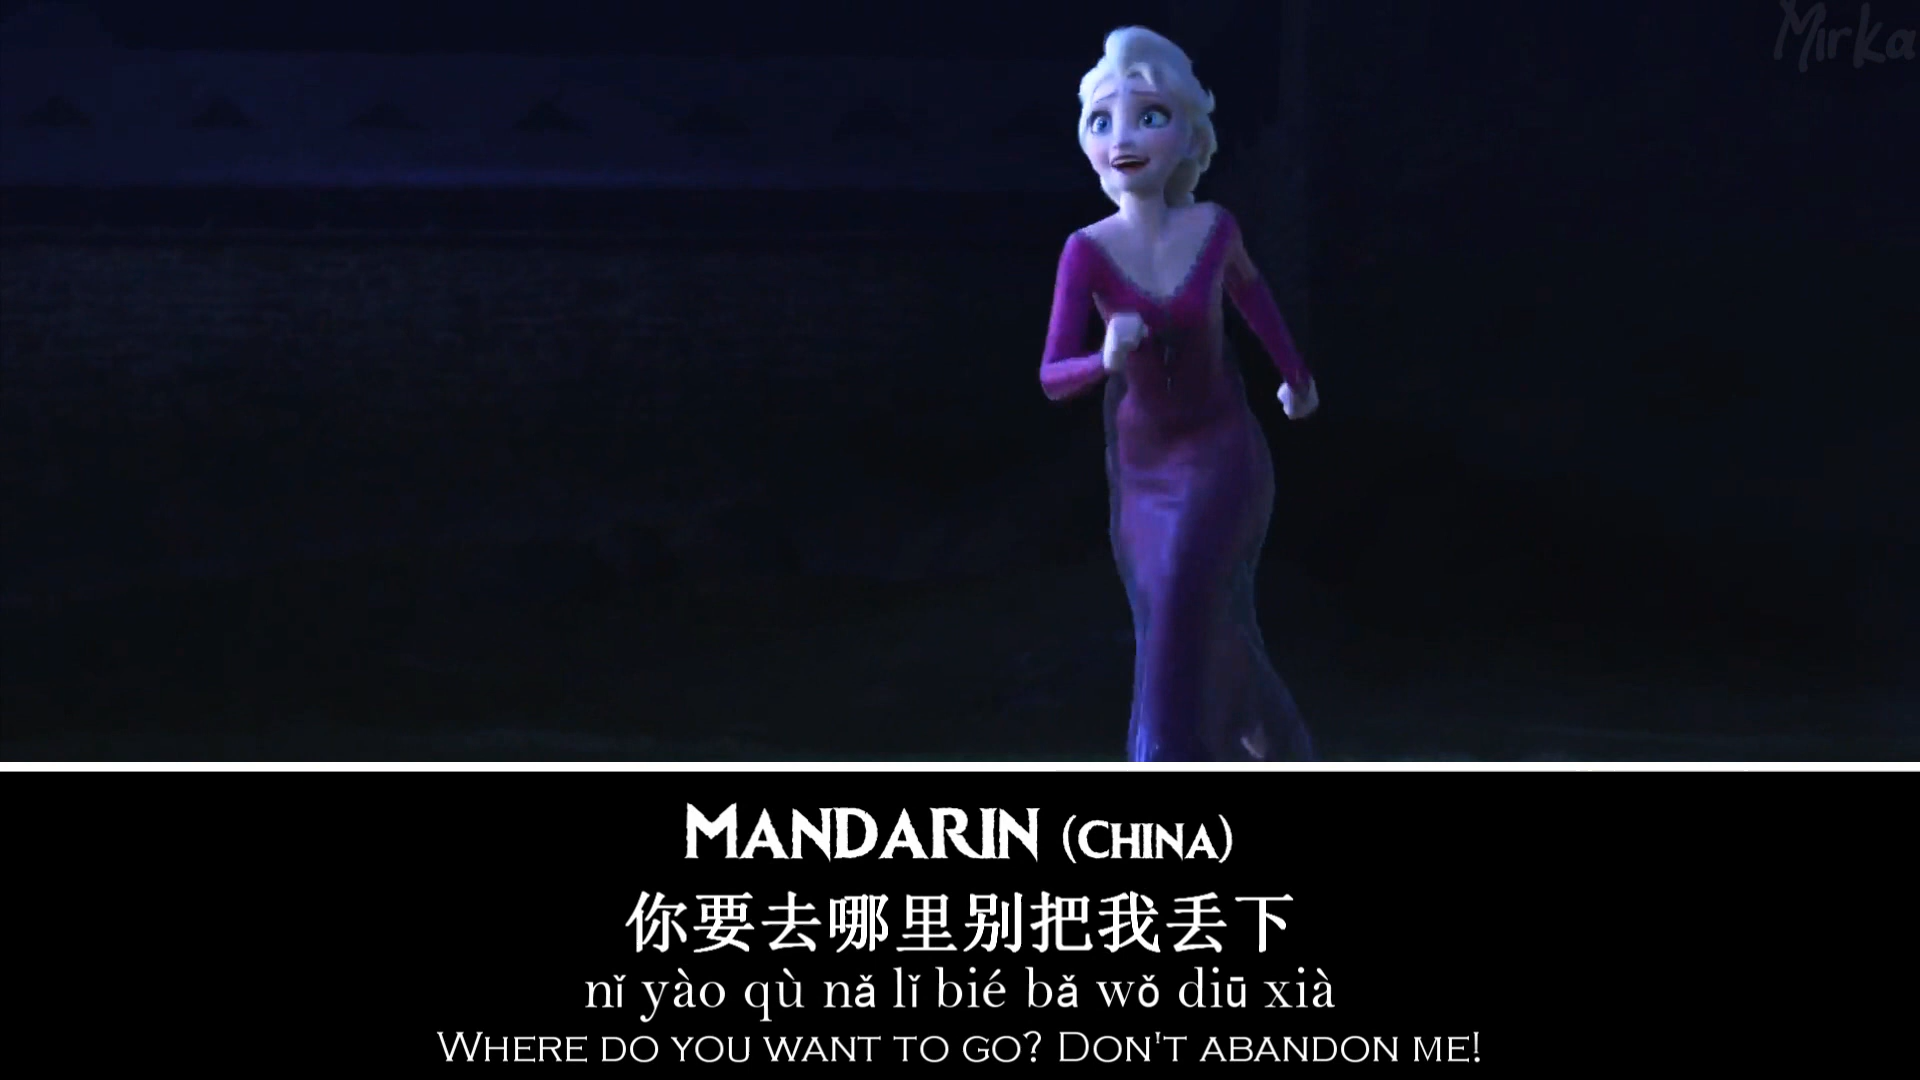 Mirka
MANDARIN (CHINA)
你要去哪里别把我丢下
nǐ yào qù nǎ lǐ bié bǎ wǒ diū xià
WHERE DO YOU WANT TO GO? DON'T ABANDON ME!